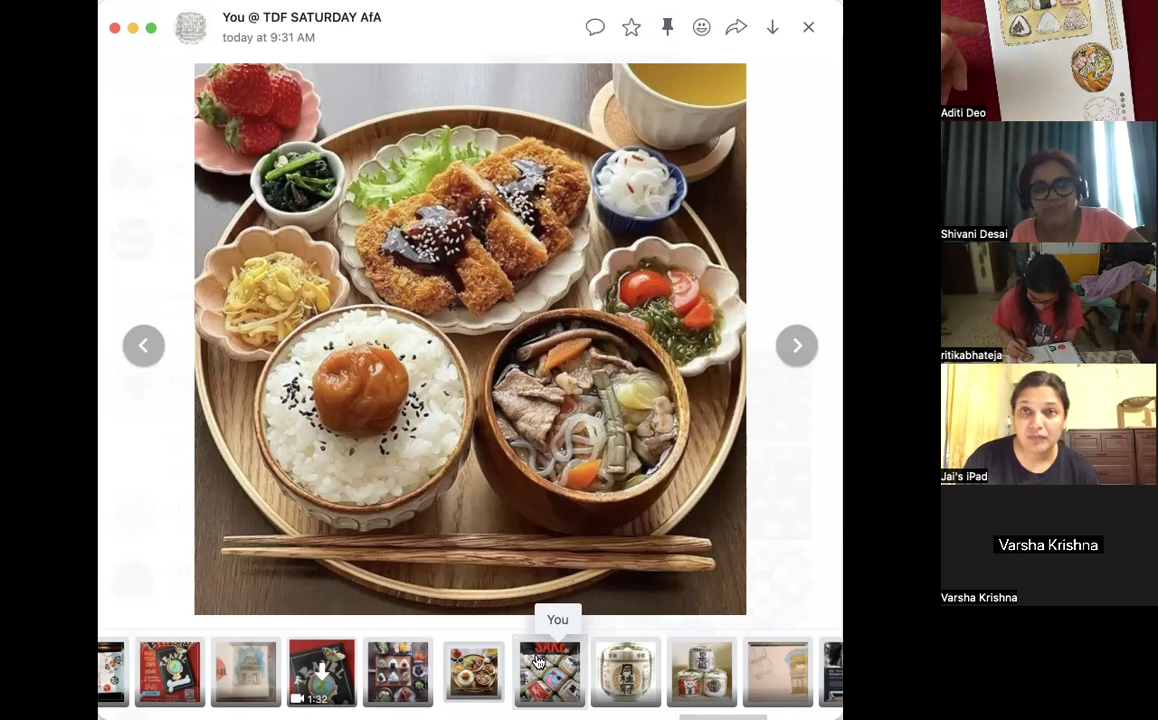 You @ TDF SATURDAY AfA
today at 9:31 AM
Aditi Deo
Shivani Desai
ritikabhateja
Jai's iPad
Varsha Krishna
Varsha Krishna
You
SAKE
1:32